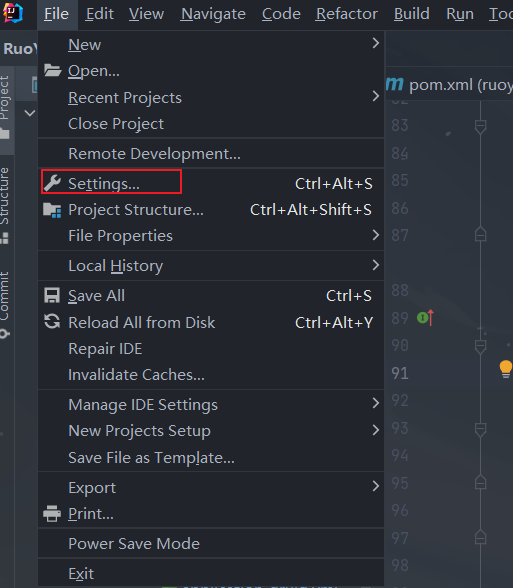 File Edit View Navigate Code Refactor Build Run Too
RuoY
Project
Structure
Commit
pom.xml (ruoy
New
Open...
Recent Projects
Close Project
Remote Development...
Settings... Ctrl+Alt+S
Project Structure... Ctrl+Alt+Shift+S
File Properties
Local History
Save All Ctrl+S
Reload All from Disk Ctrl+Alt+Y
Repair IDE
Invalidate Caches...
Manage IDE Settings
New Projects Setup
Save File as Template...
Export
Print...
Power Save Mode
Exit
83
84
85
86
87
88
89
90
91
92
93
94
95
96
97
98